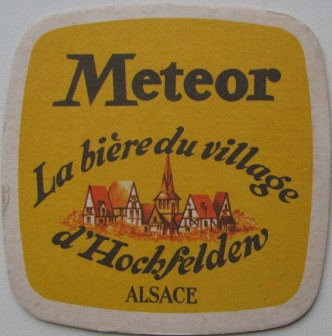 Meteor
La bière du village
d'Hochfelden
ALSACE